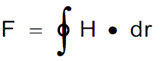 F = ∮ H • dr